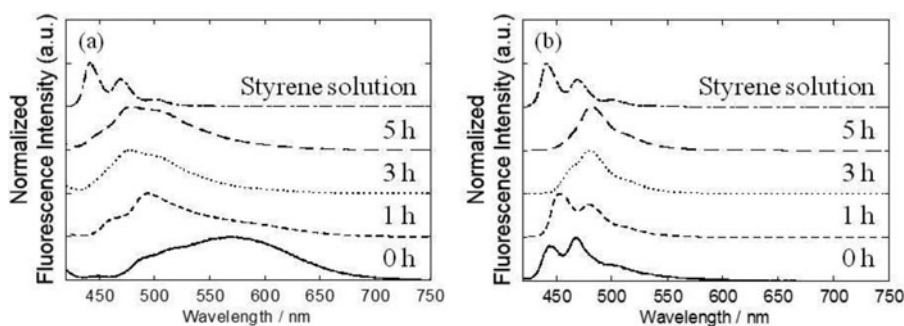 Normalized
Fluorescence Intensity (a.u.)
(a)
Styrene solution
5 h
3 h
1 h
0 h
450 500 550 600 650 700 750
Wavelength / nm
Normalized
Fluorescence Intensity (a.u.)
(b)
Styrene solution
5 h
3 h
1 h
0 h
450 500 550 600 650 700 750
Wavelength / nm